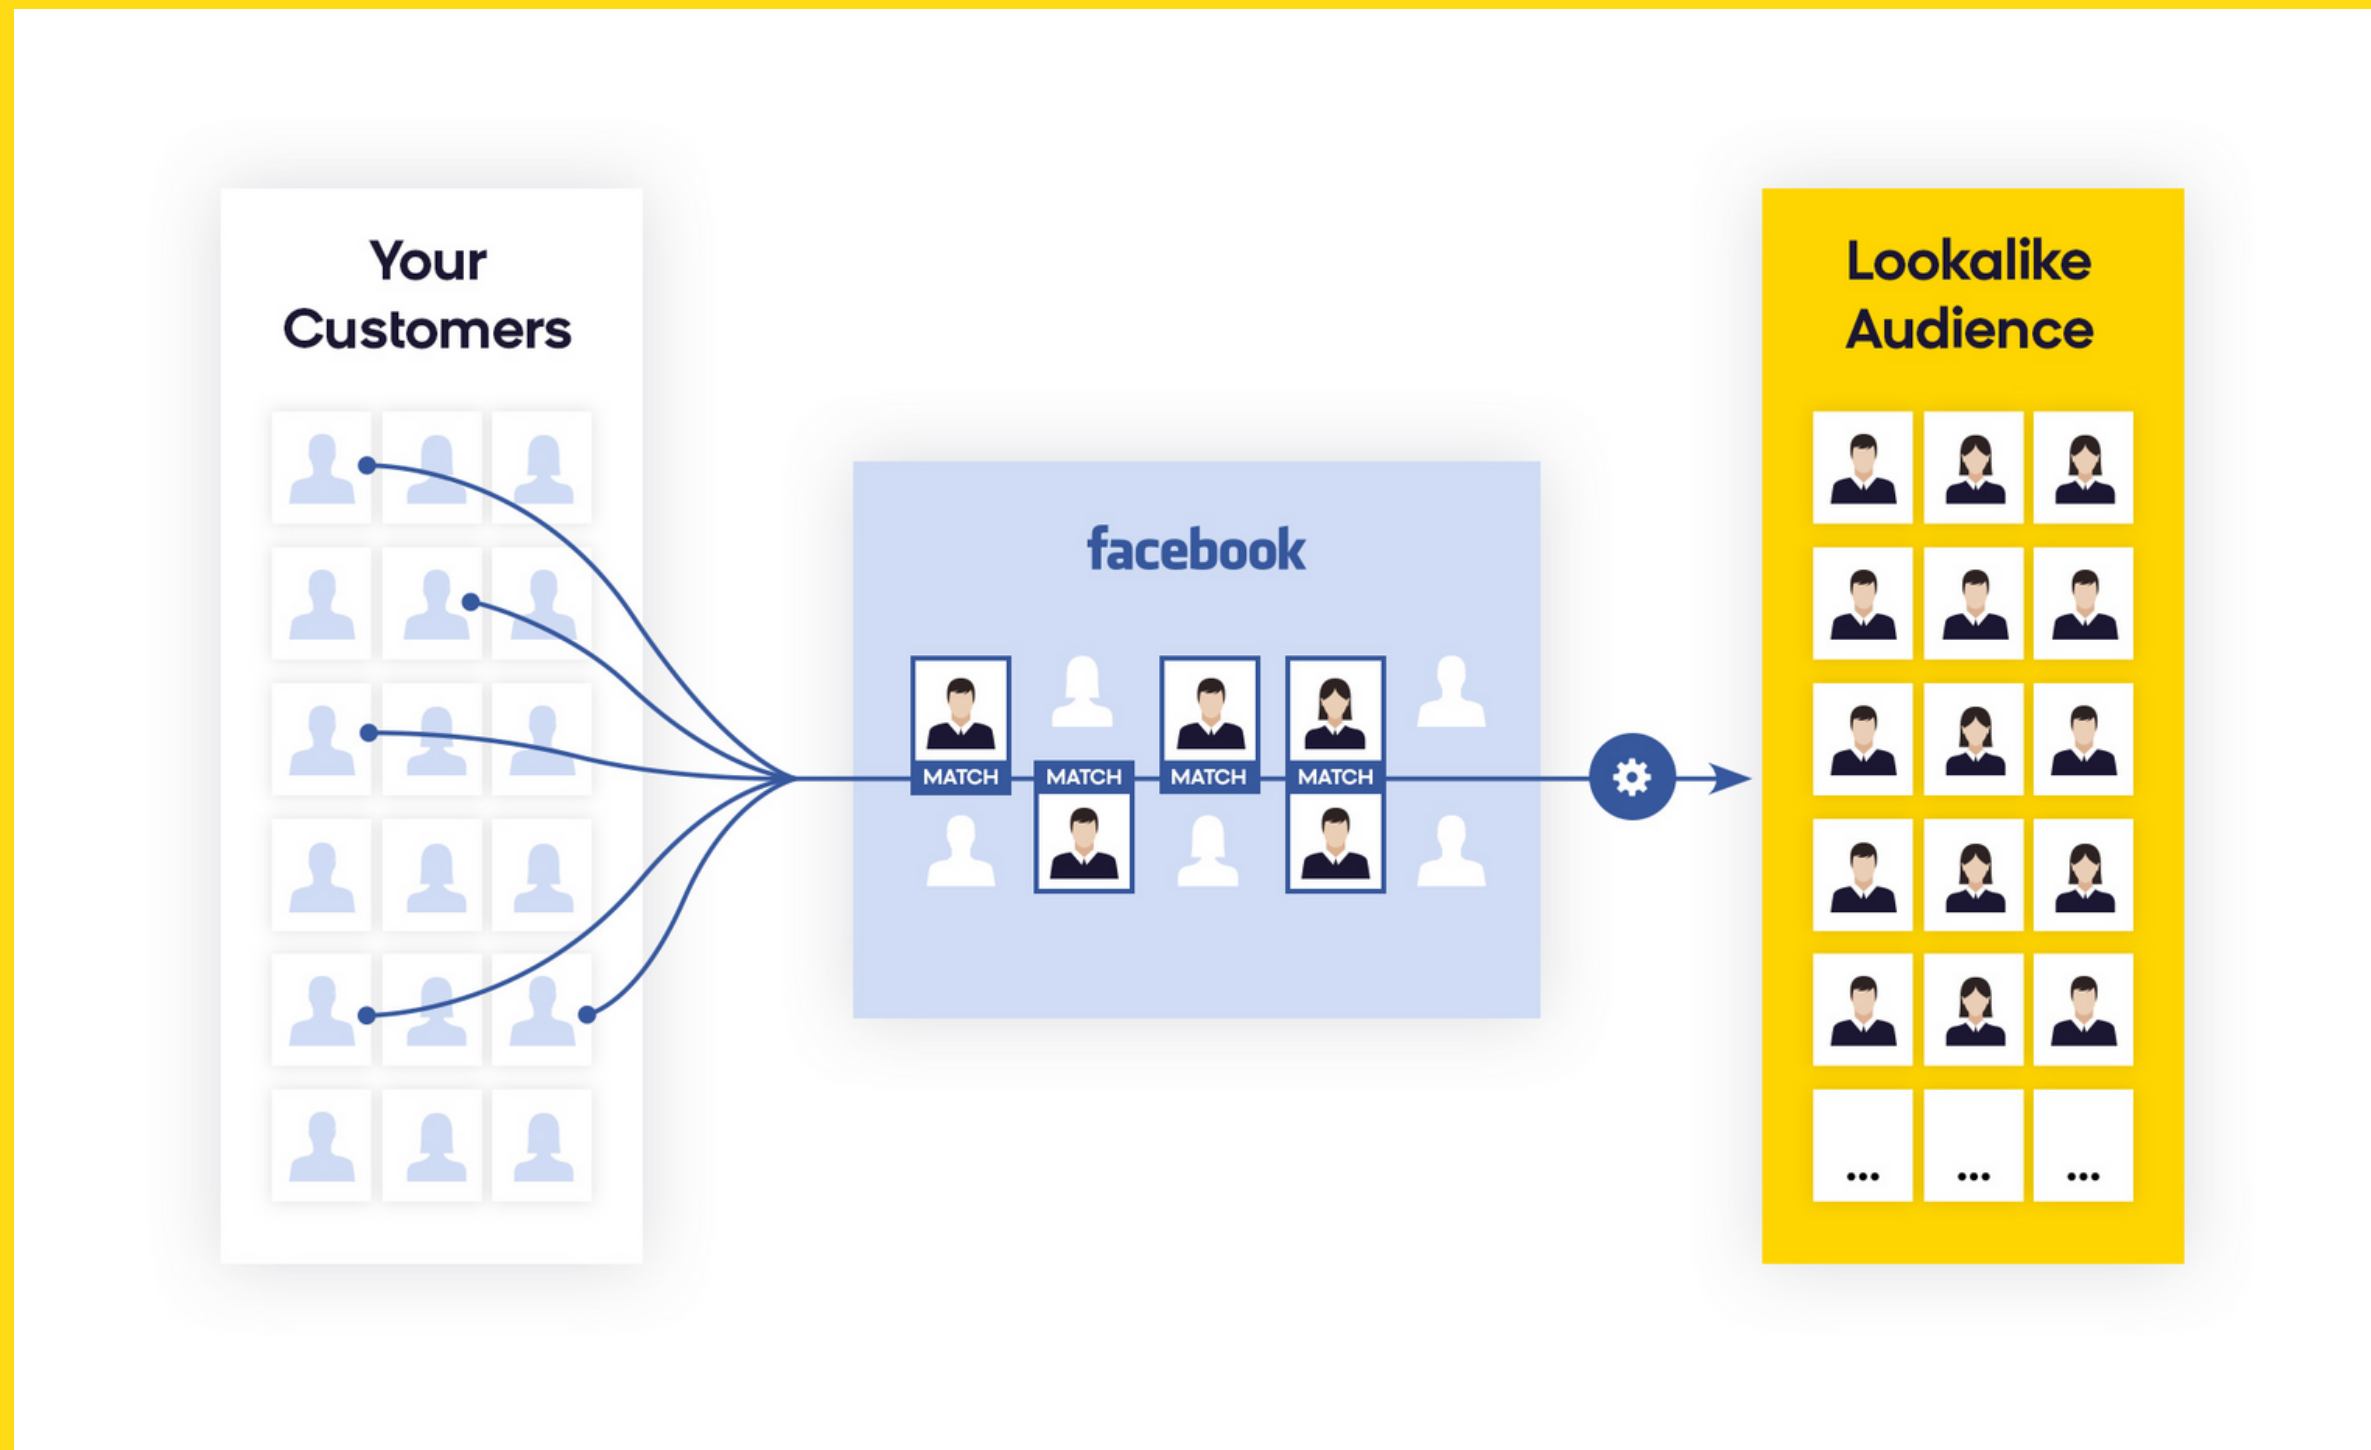 Your
Customers
facebook
MATCH MATCH MATCH MATCH
Lookalike
Audience
... ... ...